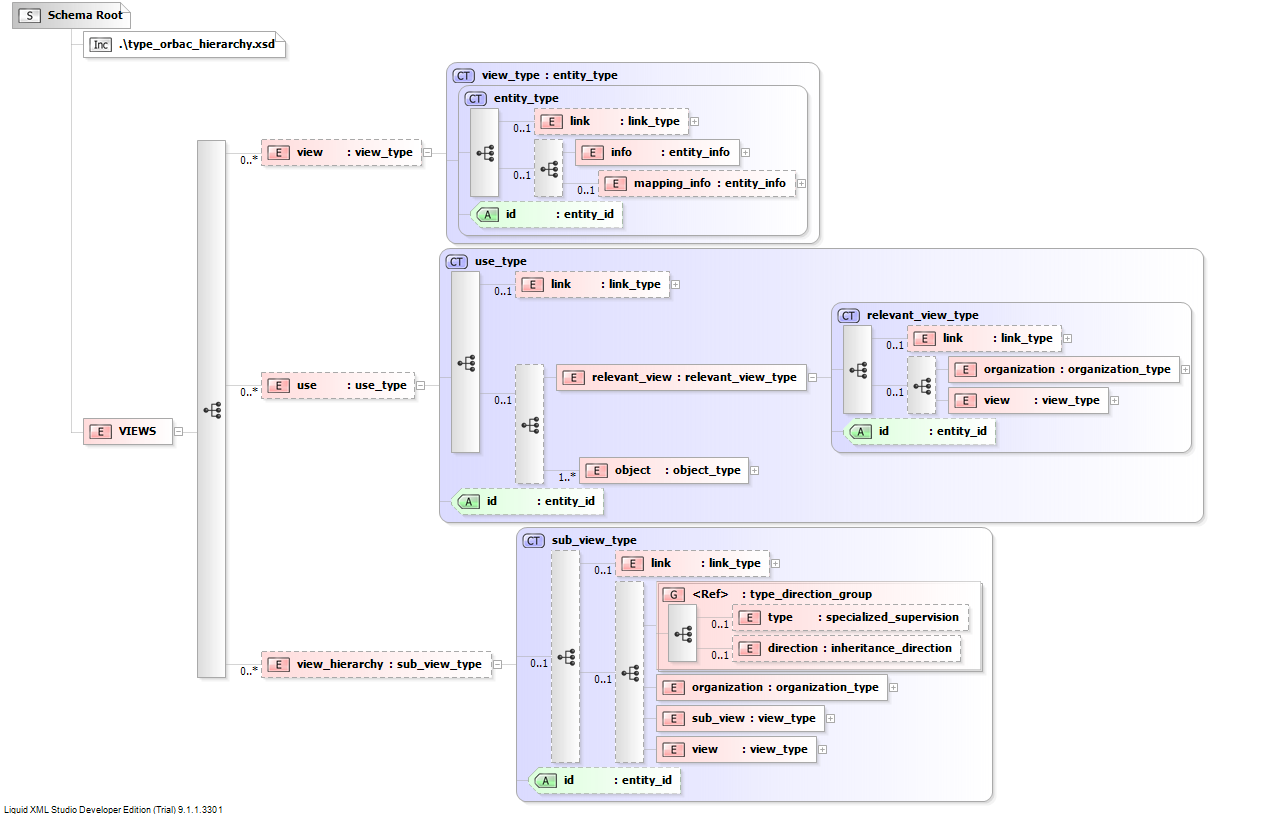 S Schema Root
Inc .\type_orbac_hierarchy.xsd
CT view_type : entity_type
CT entity_type
0..1 E link : link_type
0..* E view : view_type
0..1 E info : entity_info
0..1 E mapping_info : entity_info
A id : entity_id
CT use_type
0..1 E link : link_type
CT relevant_view_type
0..1 E link : link_type
E organization : organization_type
0..1
E view : view_type
A id : entity_id
0..* E use : use_type
0..1 E relevant_view : relevant_view_type
E VIEWS
1..* E object : object_type
A id : entity_id
CT sub_view_type
0..1 E link : link_type
G <Ref> : type_direction_group
0..1 E type : specialized_supervision
0..1 E direction : inheritance_direction
0..* E view_hierarchy : sub_view_type
0..1
0..1
E organization : organization_type
E sub_view : view_type
E view : view_type
A id : entity_id
Liquid XML Studio Developer Edition (Trial) 9.1.1.3301